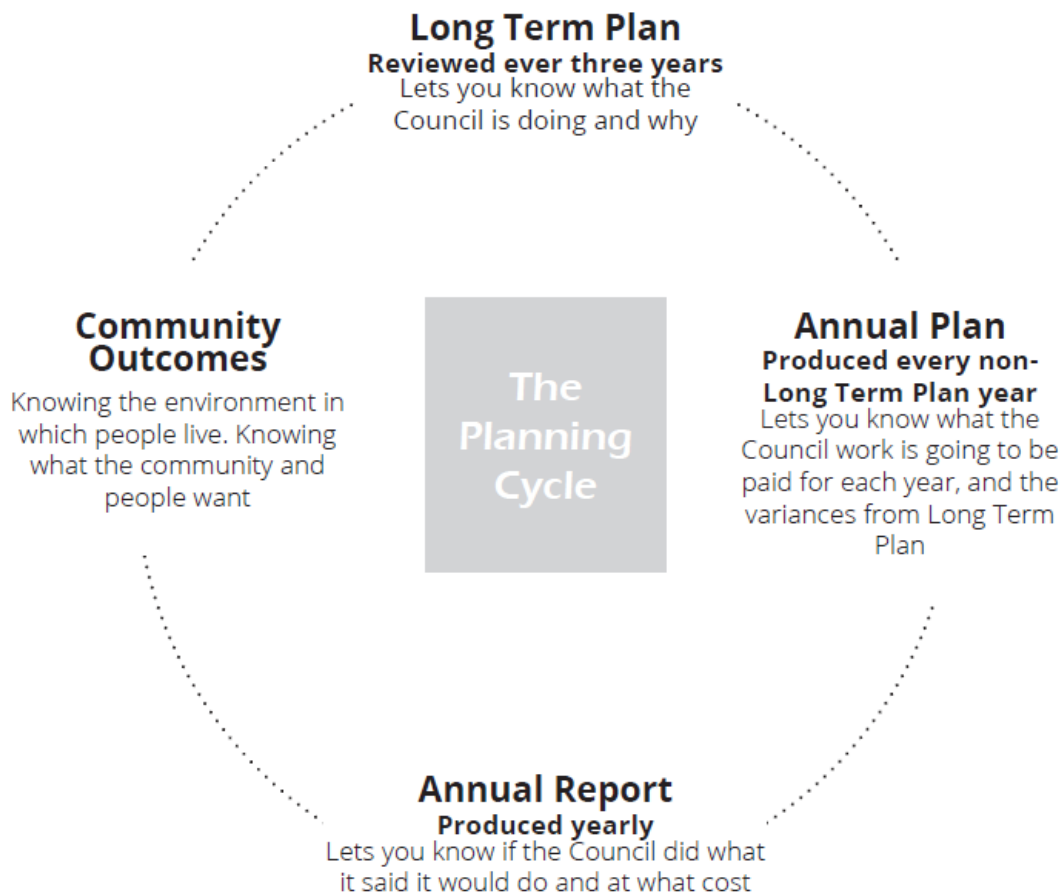 Long Term Plan
Reviewed ever three years
Lets you know what the
Council is doing and why
Community
Outcomes
Knowing the environment in
which people live. Knowing
what the community and
people want
The
Planning
Cycle
Annual Plan
Produced every non-
Long Term Plan year
Lets you know what the
Council work is going to be
paid for each year, and the
variances from Long Term
Plan
Annual Report
Produced yearly
Lets you know if the Council did what
it said it would do and at what cost